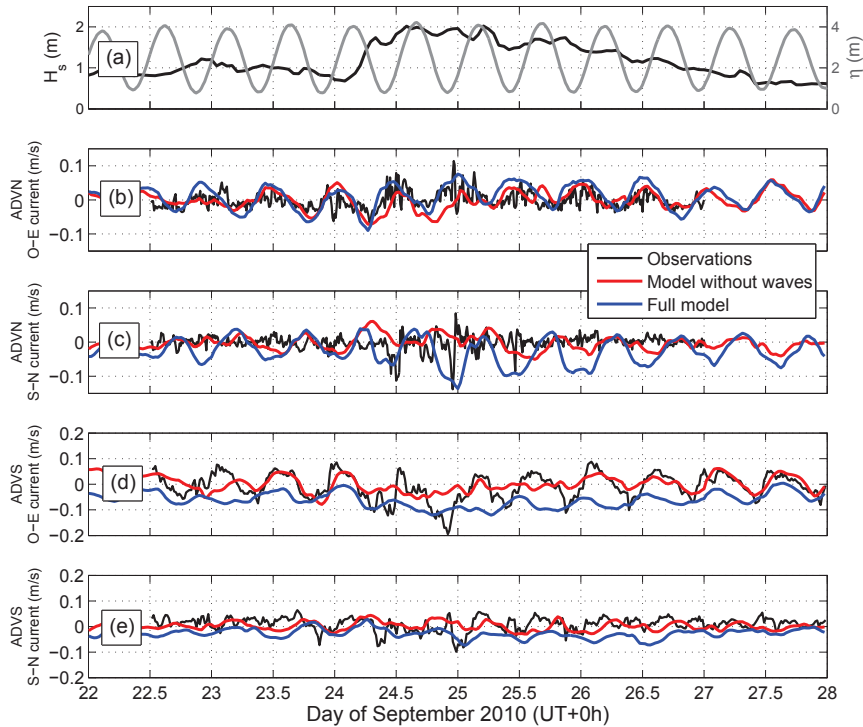 H_s (m)
2
1
0
(a)
4
2
0
η (m)
ADVN
O−E current (m/s)
0.1
0
−0.1
(b)
Observations
Model without waves
Full model
ADVN
S−N current (m/s)
0.1
0
−0.1
(c)
ADVS
O−E current (m/s)
0.2
0.1
0
−0.1
−0.2
(d)
ADVS
S−N current (m/s)
0.2
0.1
0
−0.1
−0.2
(e)
22 22.5 23 23.5 24 24.5 25 25.5 26 26.5 27 27.5 28
Day of September 2010 (UT+0h)